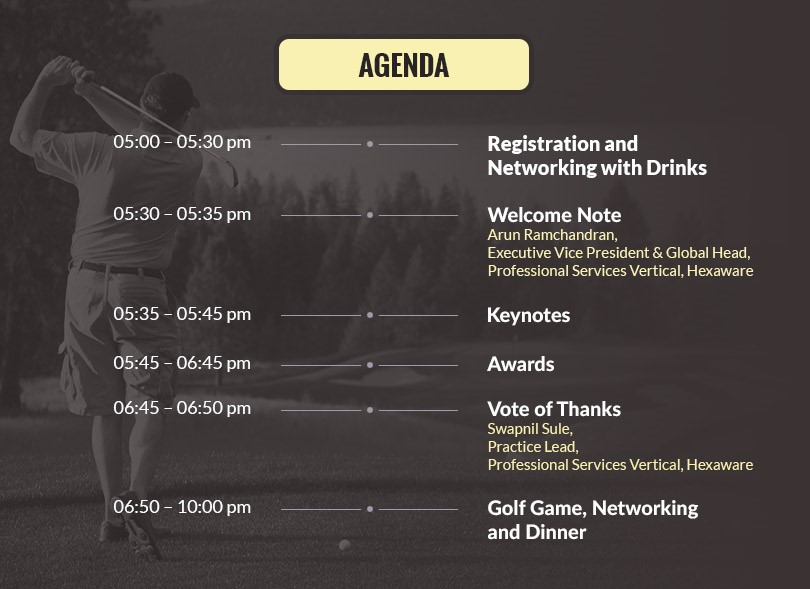 AGENDA
05:00 – 05:30 pm
Registration and
Networking with Drinks
05:30 – 05:35 pm
Welcome Note
Arun Ramchandran,
Executive Vice President & Global Head,
Professional Services Vertical, Hexaware
05:35 – 05:45 pm
Keynotes
05:45 – 06:45 pm
Awards
06:45 – 06:50 pm
Vote of Thanks
Swapnil Sule,
Practice Lead,
Professional Services Vertical, Hexaware
06:50 – 10:00 pm
Golf Game, Networking
and Dinner